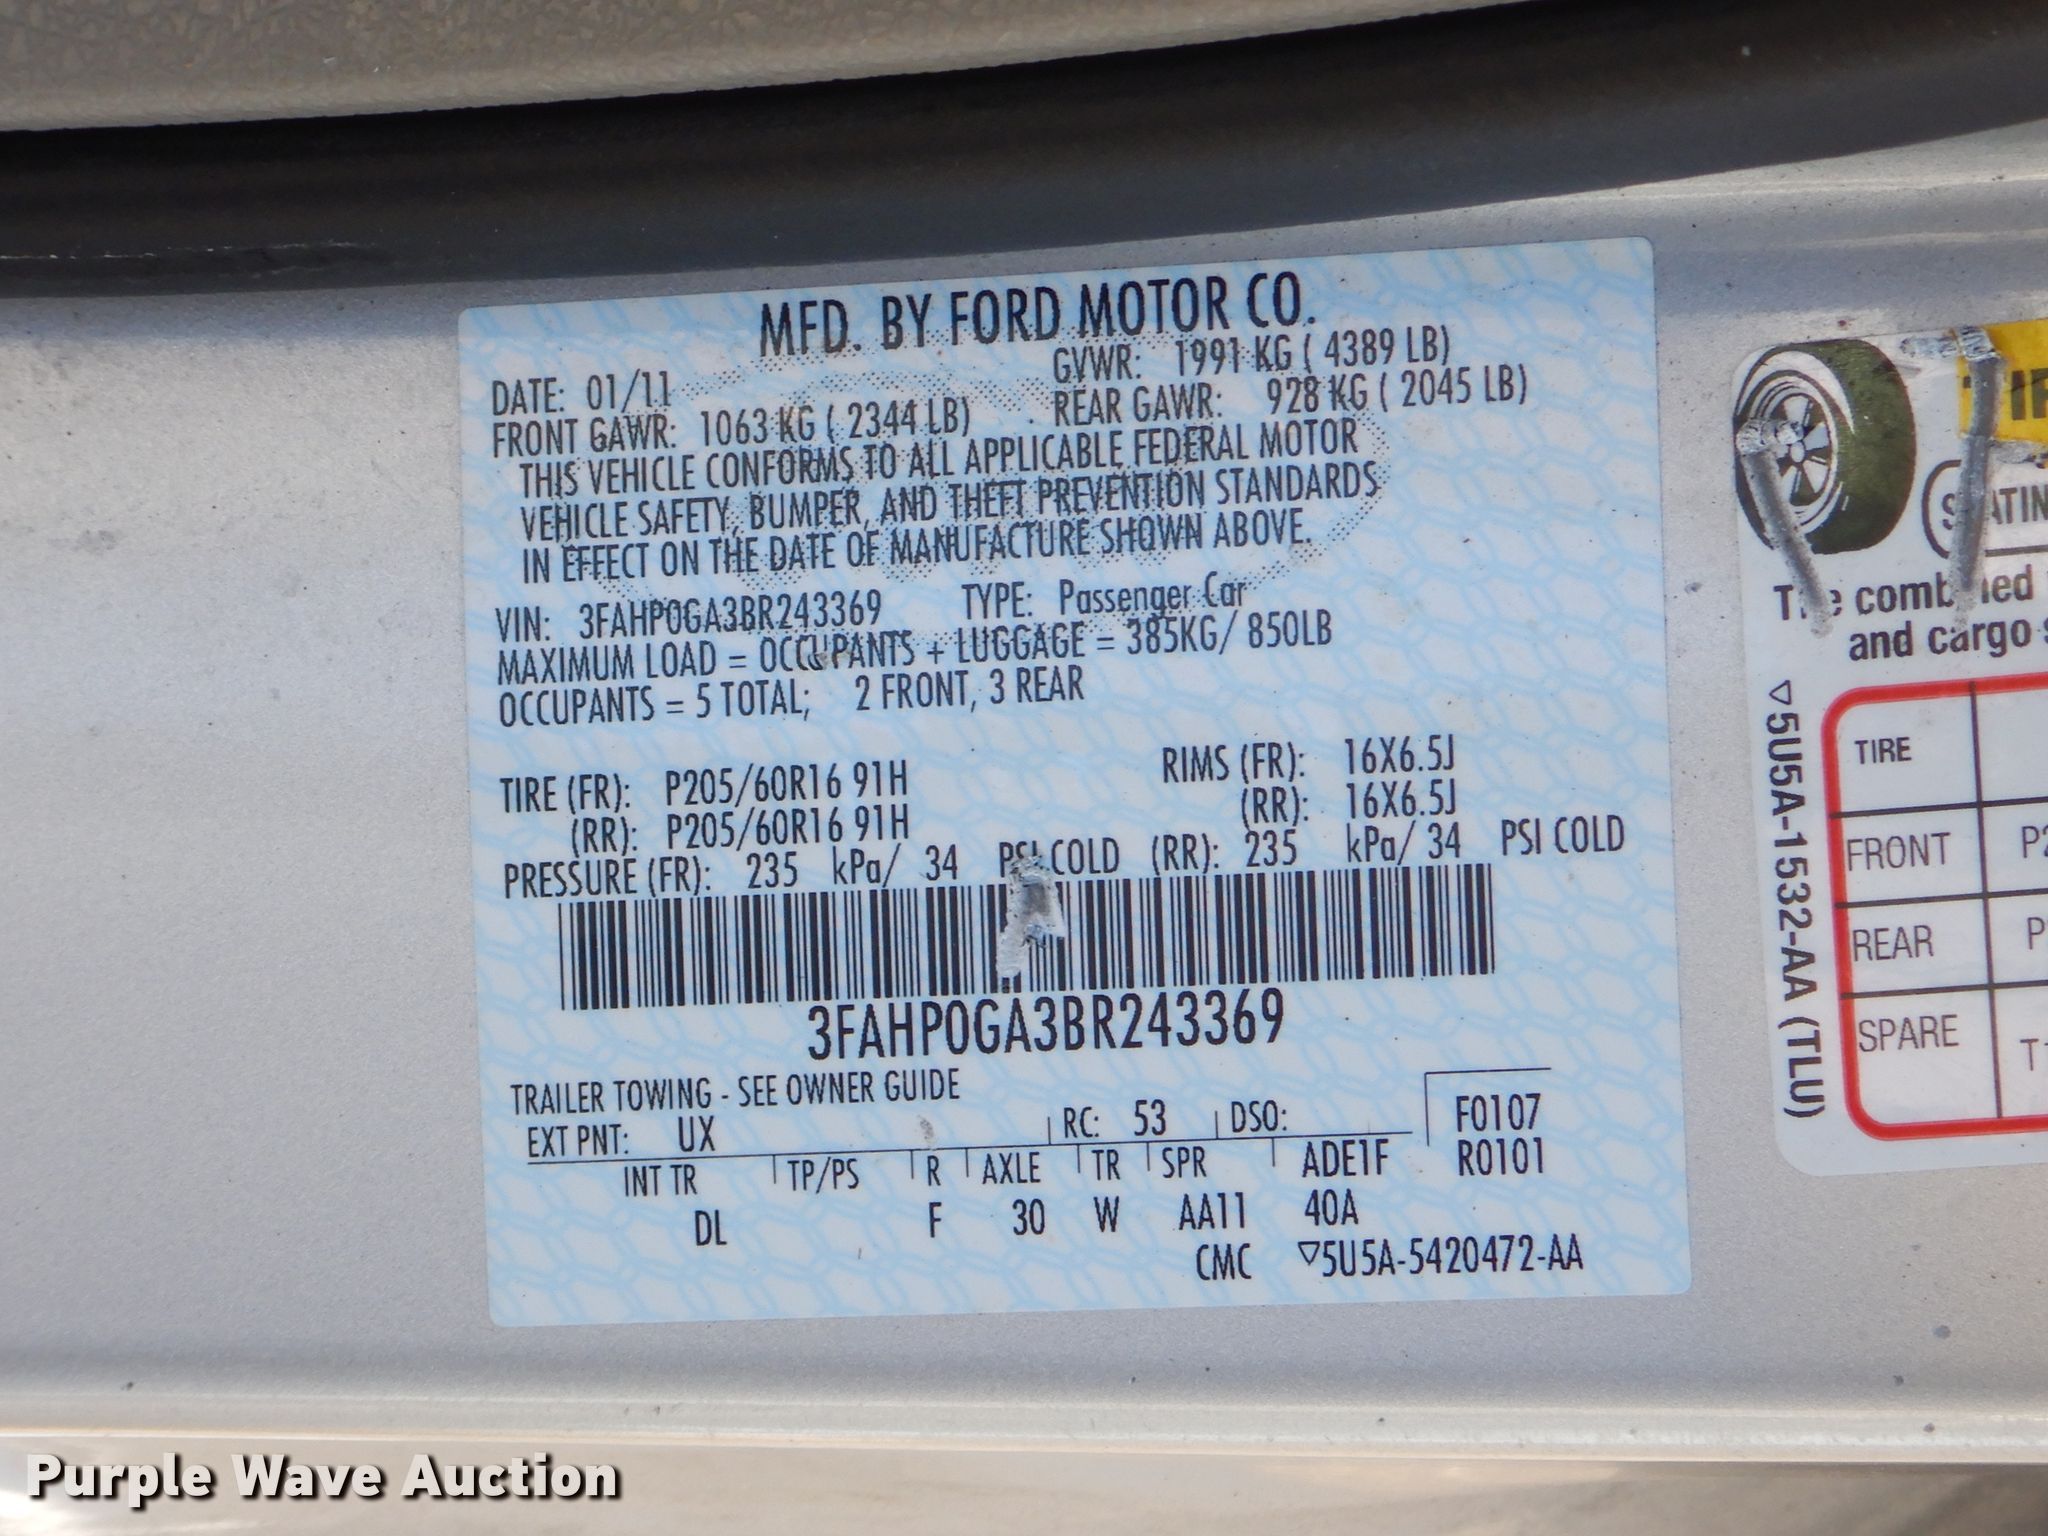 MFD. BY FORD MOTOR CO.
DATE: 01/11 GVWR: 1991 KG ( 4389 LB)
FRONT GAWR: 1063 KG ( 2344 LB) REAR GAWR: 928 KG ( 2045 LB)
THIS VEHICLE CONFORMS TO ALL APPLICABLE FEDERAL MOTOR
VEHICLE SAFETY, BUMPER, AND THEFT PREVENTION STANDARDS
IN EFFECT ON THE DATE OF MANUFACTURE SHOWN ABOVE.
VIN: 3FAHP0GA3BR243369 TYPE: Passenger Car
MAXIMUM LOAD = OCCUPANTS + LUGGAGE = 385KG/ 850LB
OCCUPANTS = 5 TOTAL; 2 FRONT, 3 REAR
TIRE (FR): P205/60R16 91H RIMS (FR): 16X6.5J
(RR): P205/60R16 91H (RR): 16X6.5J
PRESSURE (FR): 235 kPa/ 34 PSI COLD (RR): 235 kPa/ 34 PSI COLD
3FAHP0GA3BR243369
TRAILER TOWING - SEE OWNER GUIDE
EXT PNT: UX RC: 53 DSO: F0107
INT TR TP/PS R AXLE TR SPR ADE1F R0101
DL F 30 W AA11 40A
CMC ▽5U5A-5420472-AA
The combined
and cargo
▽5U5A-1532-AA (TLU)
TIRE
FRONT
REAR
SPARE
Purple Wave Auction